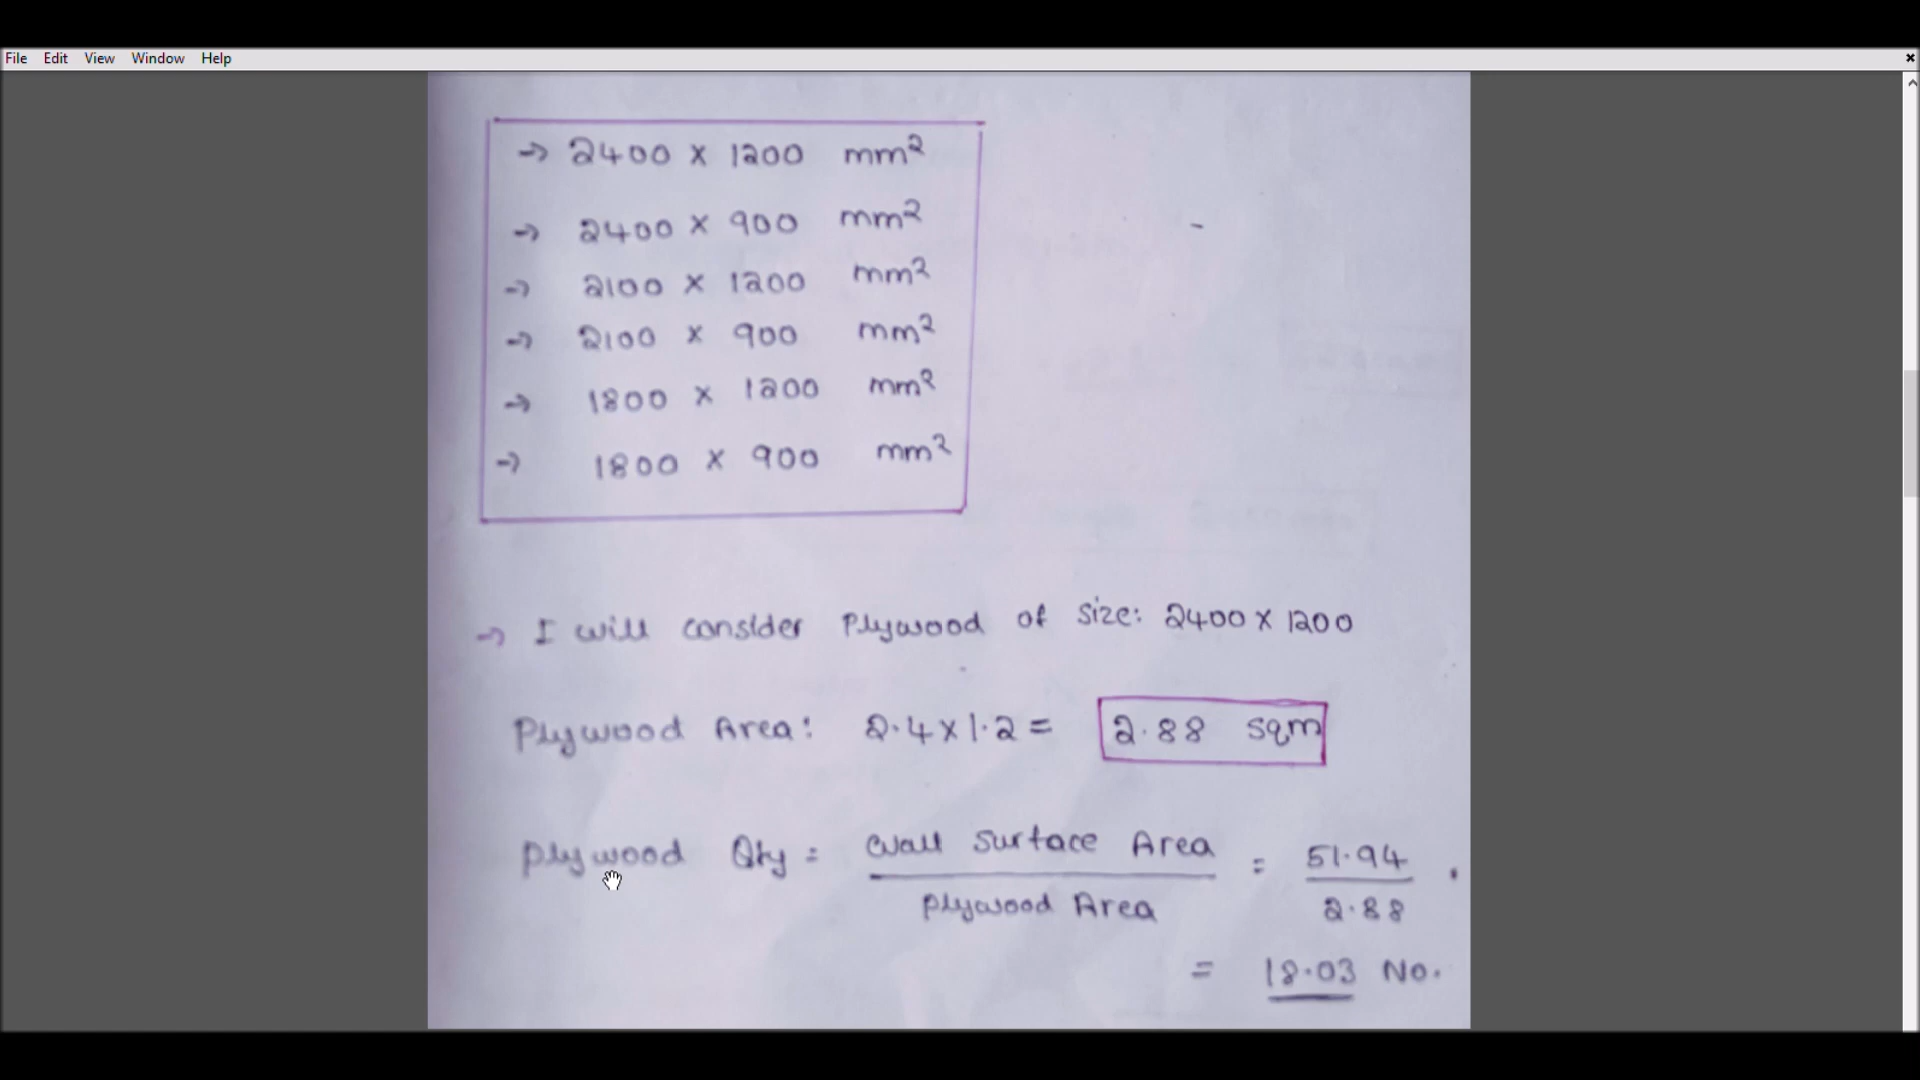 File Edit View Window Help
→ 2400 x 1200 mm²
→ 2400 x 900 mm²
→ 2100 x 1200 mm²
→ 2100 x 900 mm²
→ 1800 x 1200 mm²
→ 1800 x 900 mm²
→ I will consider Plywood of size: 2400 x 1200
Plywood Area: 2.4 x 1.2 = 2.88 sqm
Plywood Qty = Wall Surface Area / Plywood Area = 51.94 / 2.88
= 18.03 No.